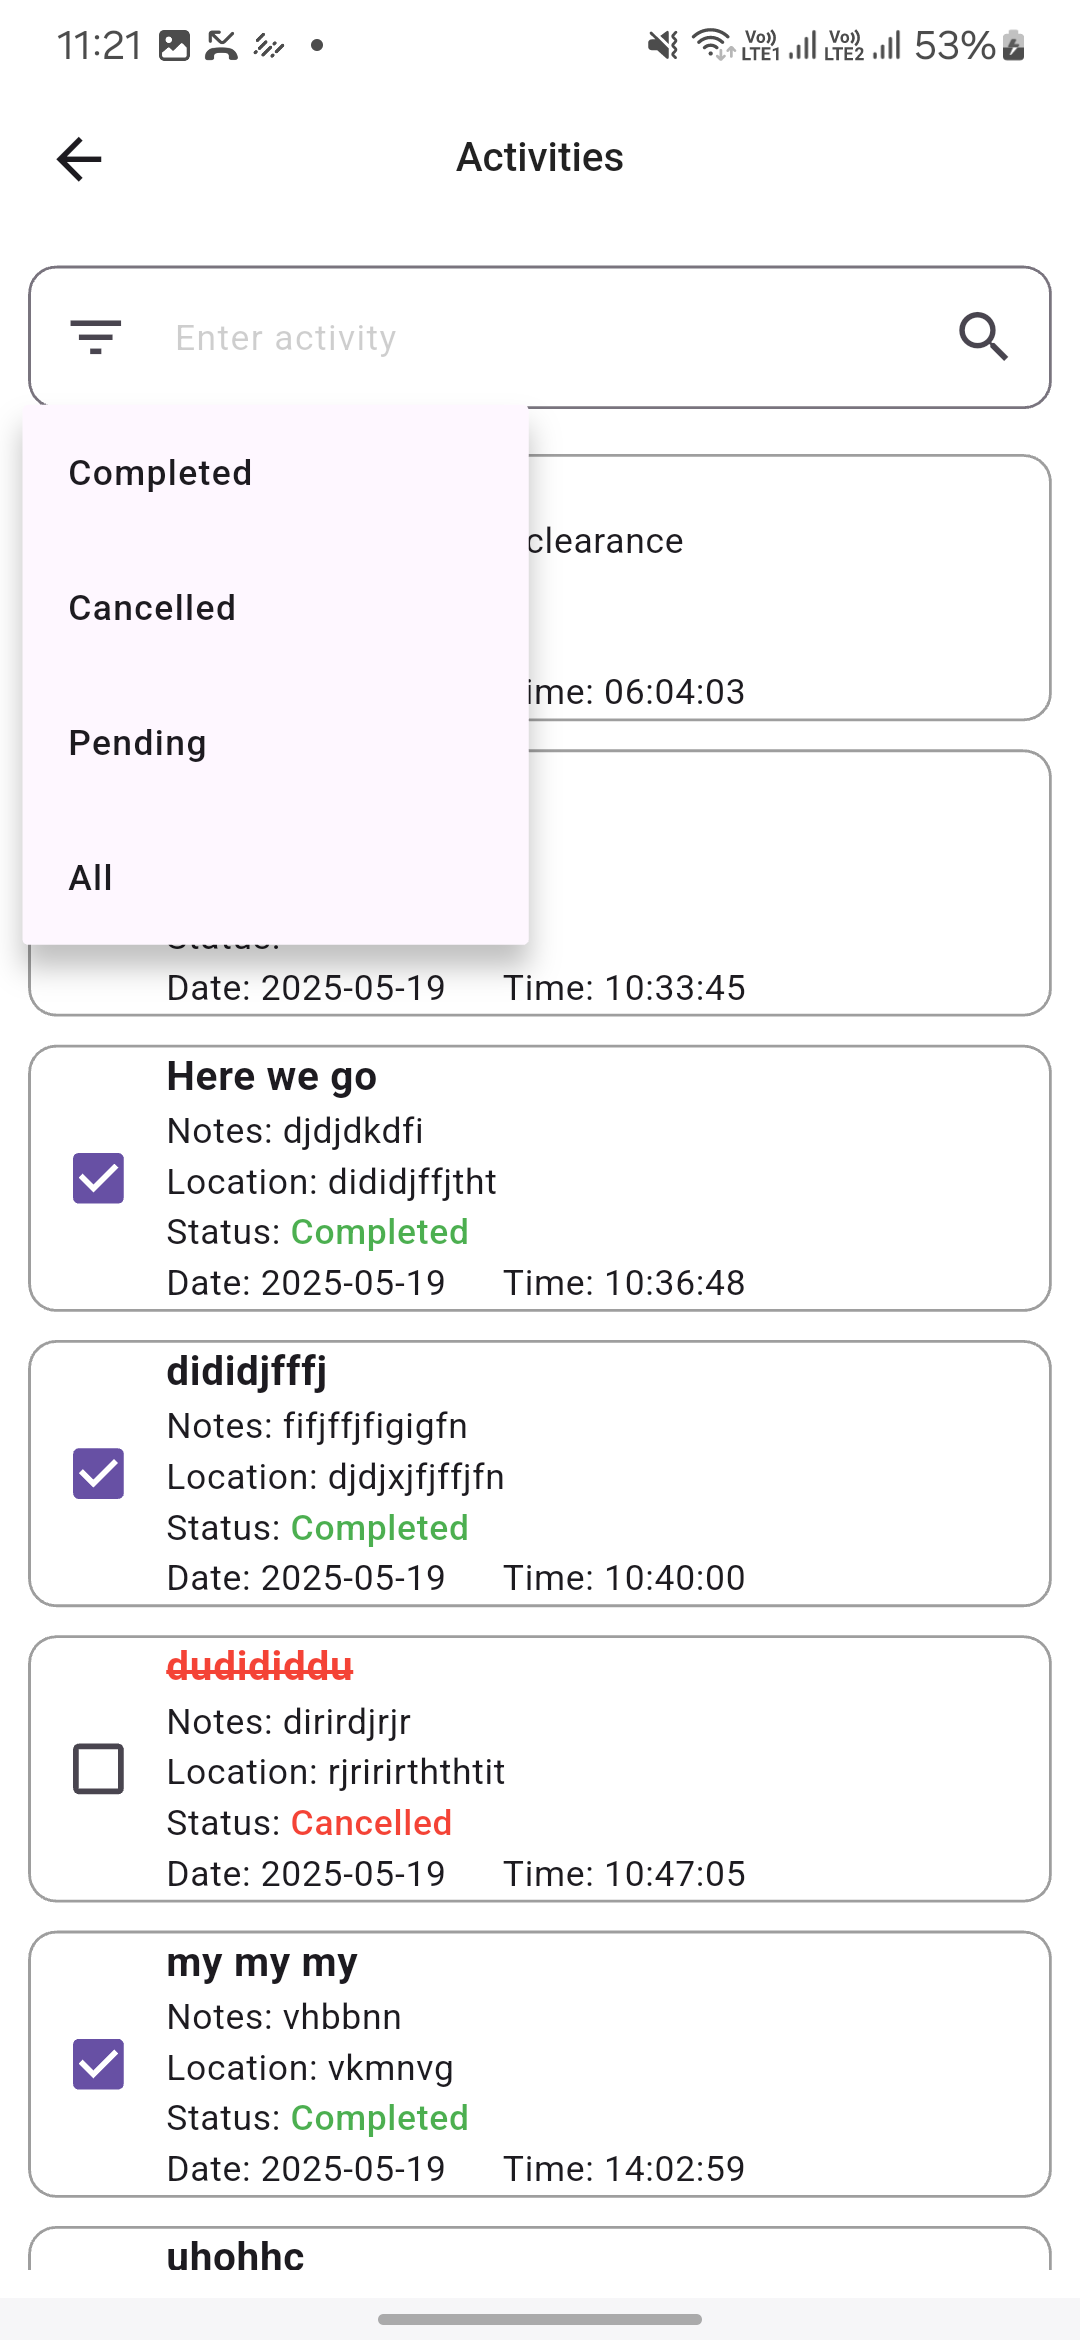 11:21 Vo)) LTE1 Vo)) LTE2 53%
Activities
Enter activity
Completed
clearance
Cancelled
ime: 06:04:03
Pending
All
Status:
Date: 2025-05-19 Time: 10:33:45
Here we go
Notes: djdjdkdfi
Location: dididjffjtht
Status: Completed
Date: 2025-05-19 Time: 10:36:48
dididjfffj
Notes: fifjffjfigigfn
Location: djdjxjfjffjfn
Status: Completed
Date: 2025-05-19 Time: 10:40:00
dudididdu
Notes: dirirdjrjr
Location: rjririrthththtit
Status: Cancelled
Date: 2025-05-19 Time: 10:47:05
my my my
Notes: vhbbnn
Location: vkmnvg
Status: Completed
Date: 2025-05-19 Time: 14:02:59
uhohhc